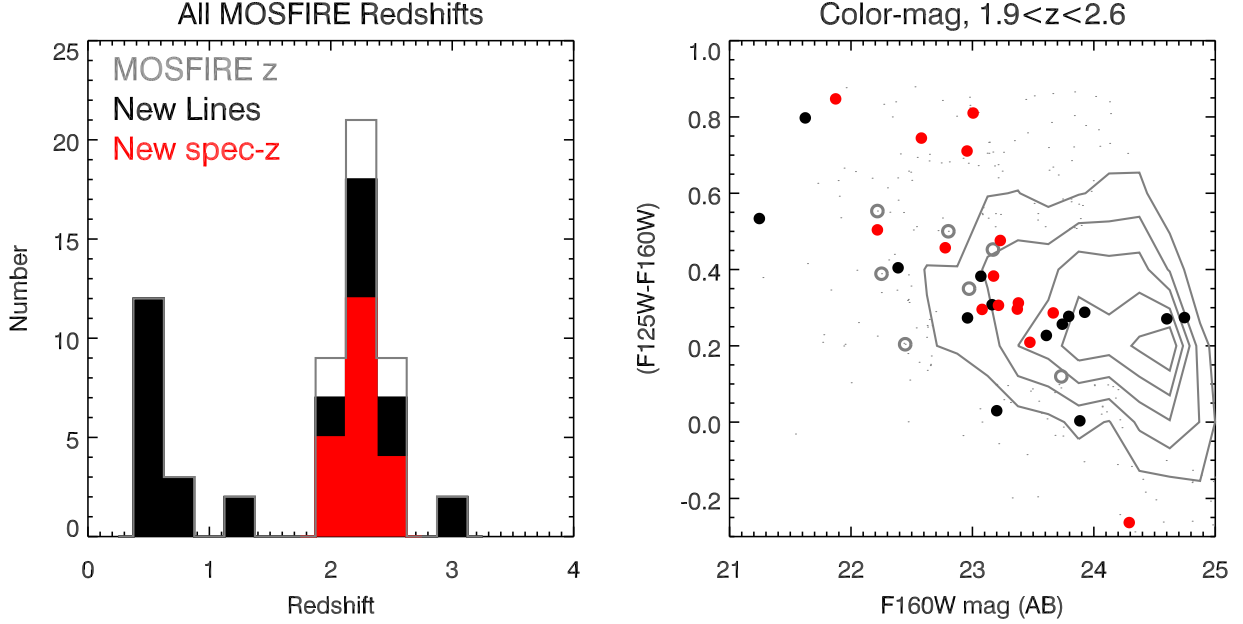 All MOSFIRE Redshifts
25
20
15
10
5
0
Number
MOSFIRE z
New Lines
New spec-z
0 1 2 3 4
Redshift
Color-mag, 1.9<z<2.6
1.0
0.8
0.6
0.4
0.2
0.0
-0.2
(F125W-F160W)
21 22 23 24 25
F160W mag (AB)